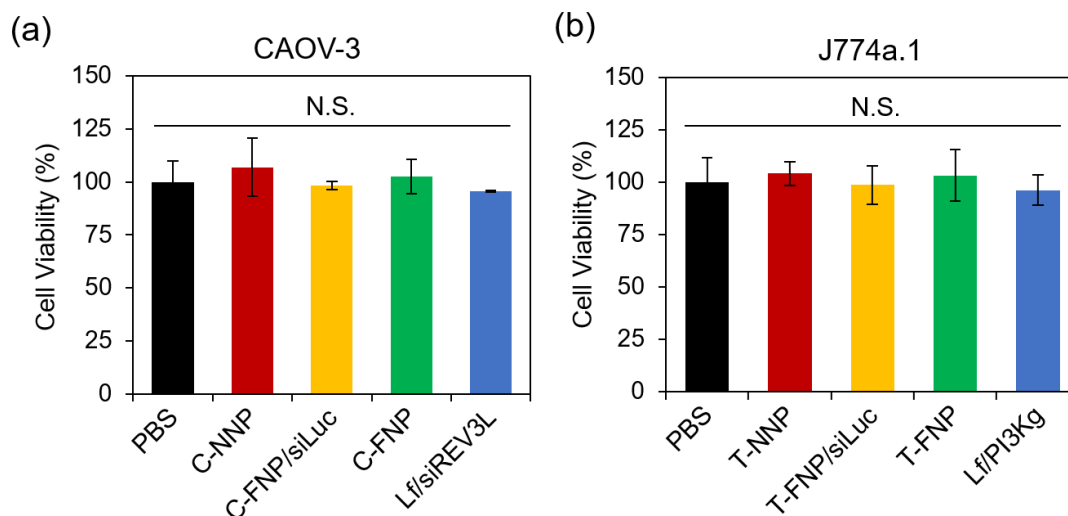 (a)
CAOV-3
N.S.
Cell Viability (%)
150
125
100
75
50
25
0
PBS
C-NNP
C-FNP/siLuc
C-FNP
Lf/siREV3L
(b)
J774a.1
N.S.
Cell Viability (%)
150
125
100
75
50
25
0
PBS
T-NNP
T-FNP/siLuc
T-FNP
Lf/PI3Kg